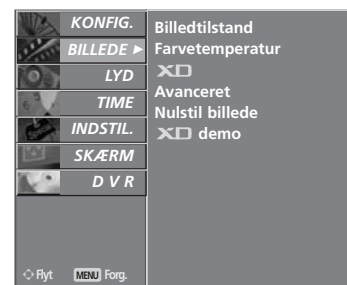 KONFIG.
BILLEDE ►
LYD
TIME
INDSTIL.
SKÆRM
D V R
Flyt MENU Forg.
Billedtilstand
Farvetemperatur
XD
Avanceret
Nulstil billede
XD demo